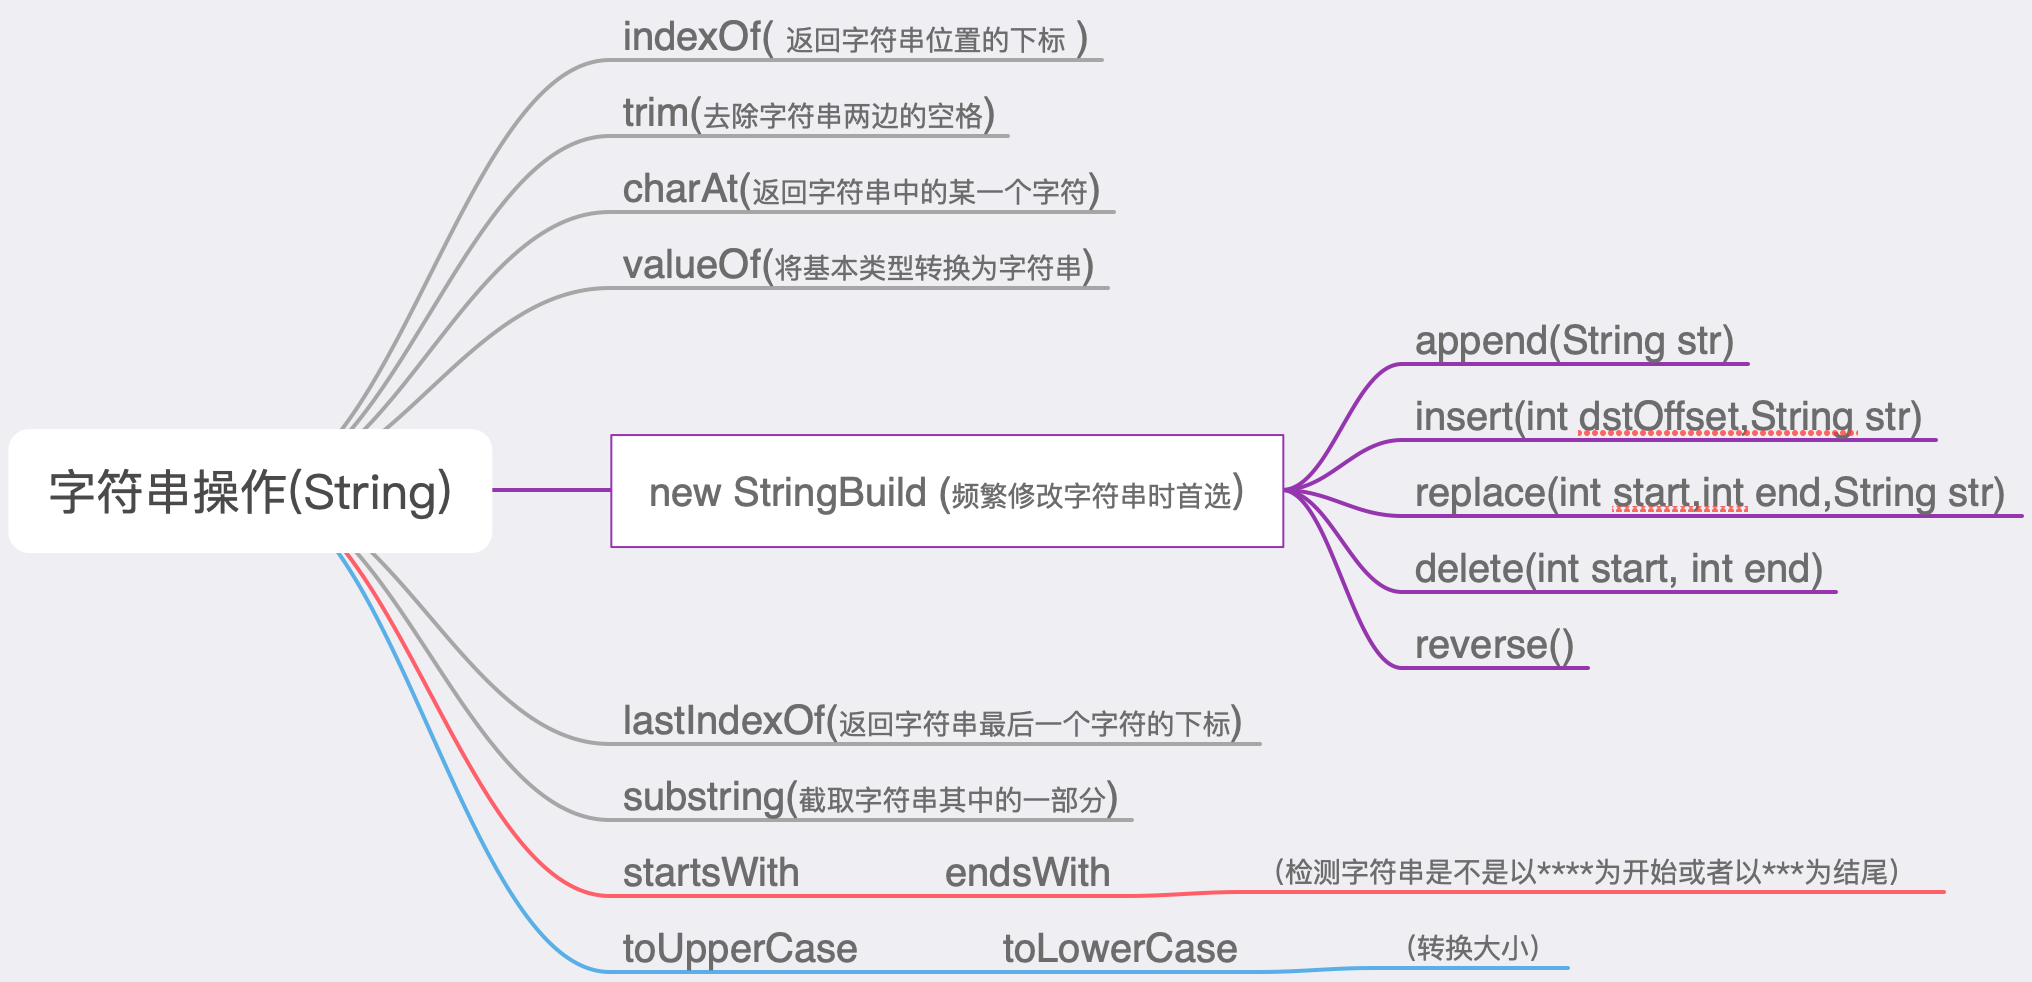 indexOf( 返回字符串位置的下标 )
trim(去除字符串两边的空格)
charAt(返回字符串中的某一个字符)
valueOf(将基本类型转换为字符串)
字符串操作(String)
new StringBuild (频繁修改字符串时首选)
append(String str)
insert(int dstOffset,String str)
replace(int start,int end,String str)
delete(int start, int end)
reverse()
lastIndexOf(返回字符串最后一个字符的下标)
substring(截取字符串其中的一部分)
startsWith endsWith (检测字符串是不是以****为开始或者以***为结尾)
toUpperCase toLowerCase (转换大小)